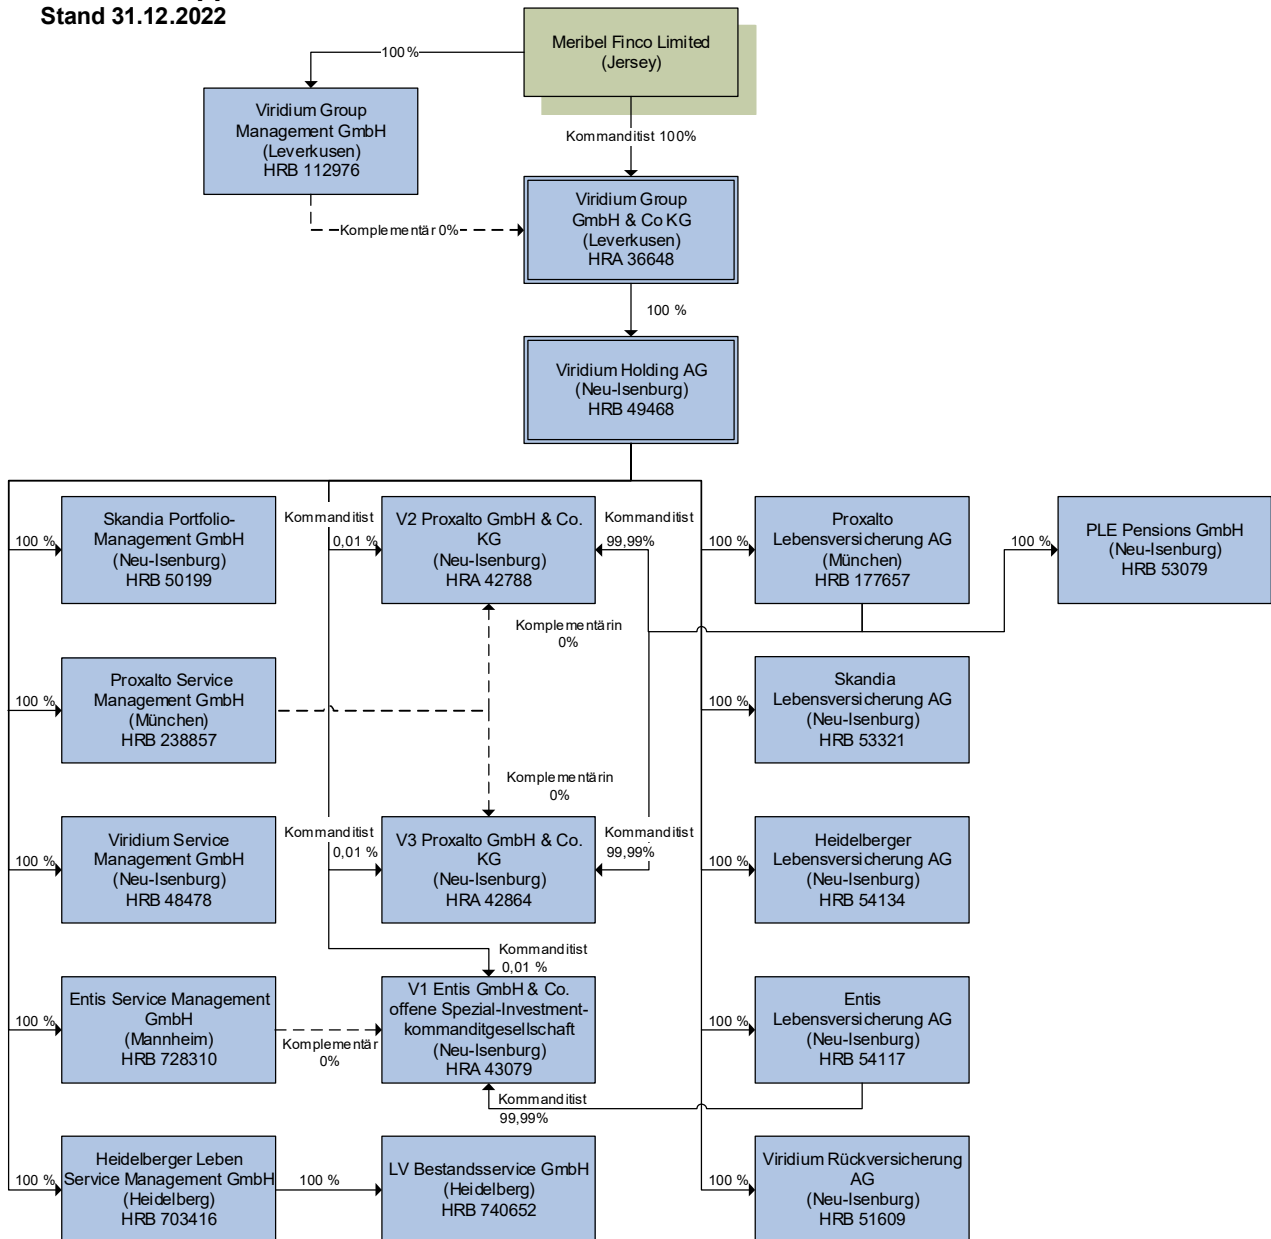 Stand 31.12.2022
Meribel Finco Limited
(Jersey)
100 %
Viridium Group
Management GmbH
(Leverkusen)
HRB 112976
Kommanditist 100%
Viridium Group
GmbH & Co KG
(Leverkusen)
HRA 36648
Komplementär 0%
100 %
Viridium Holding AG
(Neu-Isenburg)
HRB 49468
100 %
Skandia Portfolio-
Management GmbH
(Neu-Isenburg)
HRB 50199
Kommanditist
0,01 %
V2 Proxalto GmbH & Co.
KG
(Neu-Isenburg)
HRA 42788
Kommanditist
99,99%
100 %
Proxalto
Lebensversicherung AG
(München)
HRB 177657
100 %
PLE Pensions GmbH
(Neu-Isenburg)
HRB 53079
Komplementärin
0%
100 %
Proxalto Service
Management GmbH
(München)
HRB 238857
100 %
Skandia
Lebensversicherung AG
(Neu-Isenburg)
HRB 53321
Komplementärin
0%
100 %
Viridium Service
Management GmbH
(Neu-Isenburg)
HRB 48478
Kommanditist
0,01 %
V3 Proxalto GmbH & Co.
KG
(Neu-Isenburg)
HRA 42864
Kommanditist
99,99%
100 %
Heidelberger
Lebensversicherung AG
(Neu-Isenburg)
HRB 54134
Kommanditist
0,01 %
100 %
Entis Service Management
GmbH
(Mannheim)
HRB 728310
Komplementär
0%
V1 Entis GmbH & Co.
offene Spezial-Investment-
kommanditgesellschaft
(Neu-Isenburg)
HRA 43079
100 %
Entis
Lebensversicherung AG
(Neu-Isenburg)
HRB 54117
Kommanditist
99,99%
100 %
Heidelberger Leben
Service Management GmbH
(Heidelberg)
HRB 703416
100 %
LV Bestandsservice GmbH
(Heidelberg)
HRB 740652
100 %
Viridium Rückversicherung
AG
(Neu-Isenburg)
HRB 51609